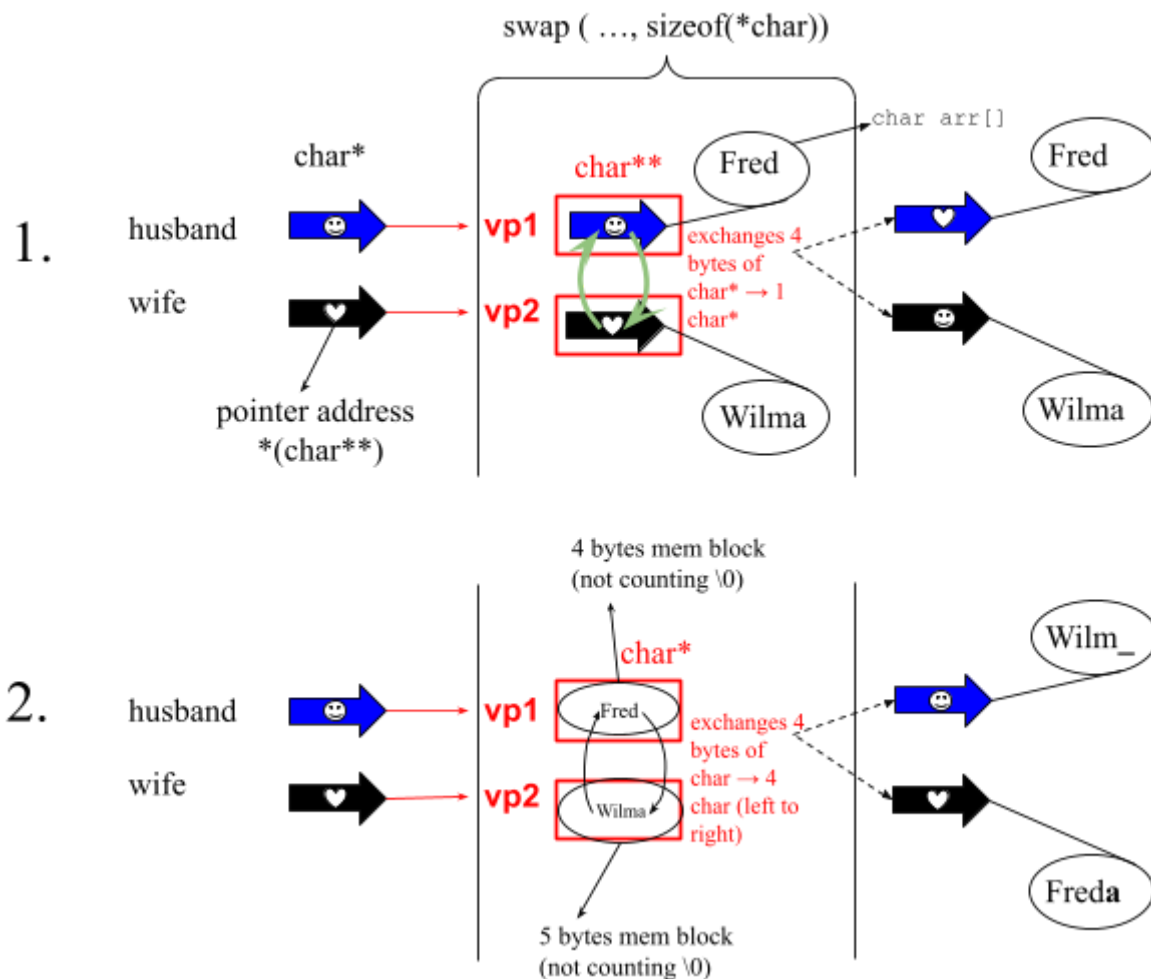 swap ( …, sizeof(*char))
char arr[]
char*
char**
Fred
Fred
1.
husband
vp1
exchanges 4
bytes of
char* → 1
char*
wife
vp2
pointer address
*(char**)
Wilma
Wilma
4 bytes mem block
(not counting \0)
char*
Wilm_
2.
husband
vp1
Fred
exchanges 4
bytes of
char → 4
char (left to
right)
wife
vp2
Wilma
Freda
5 bytes mem block
(not counting \0)